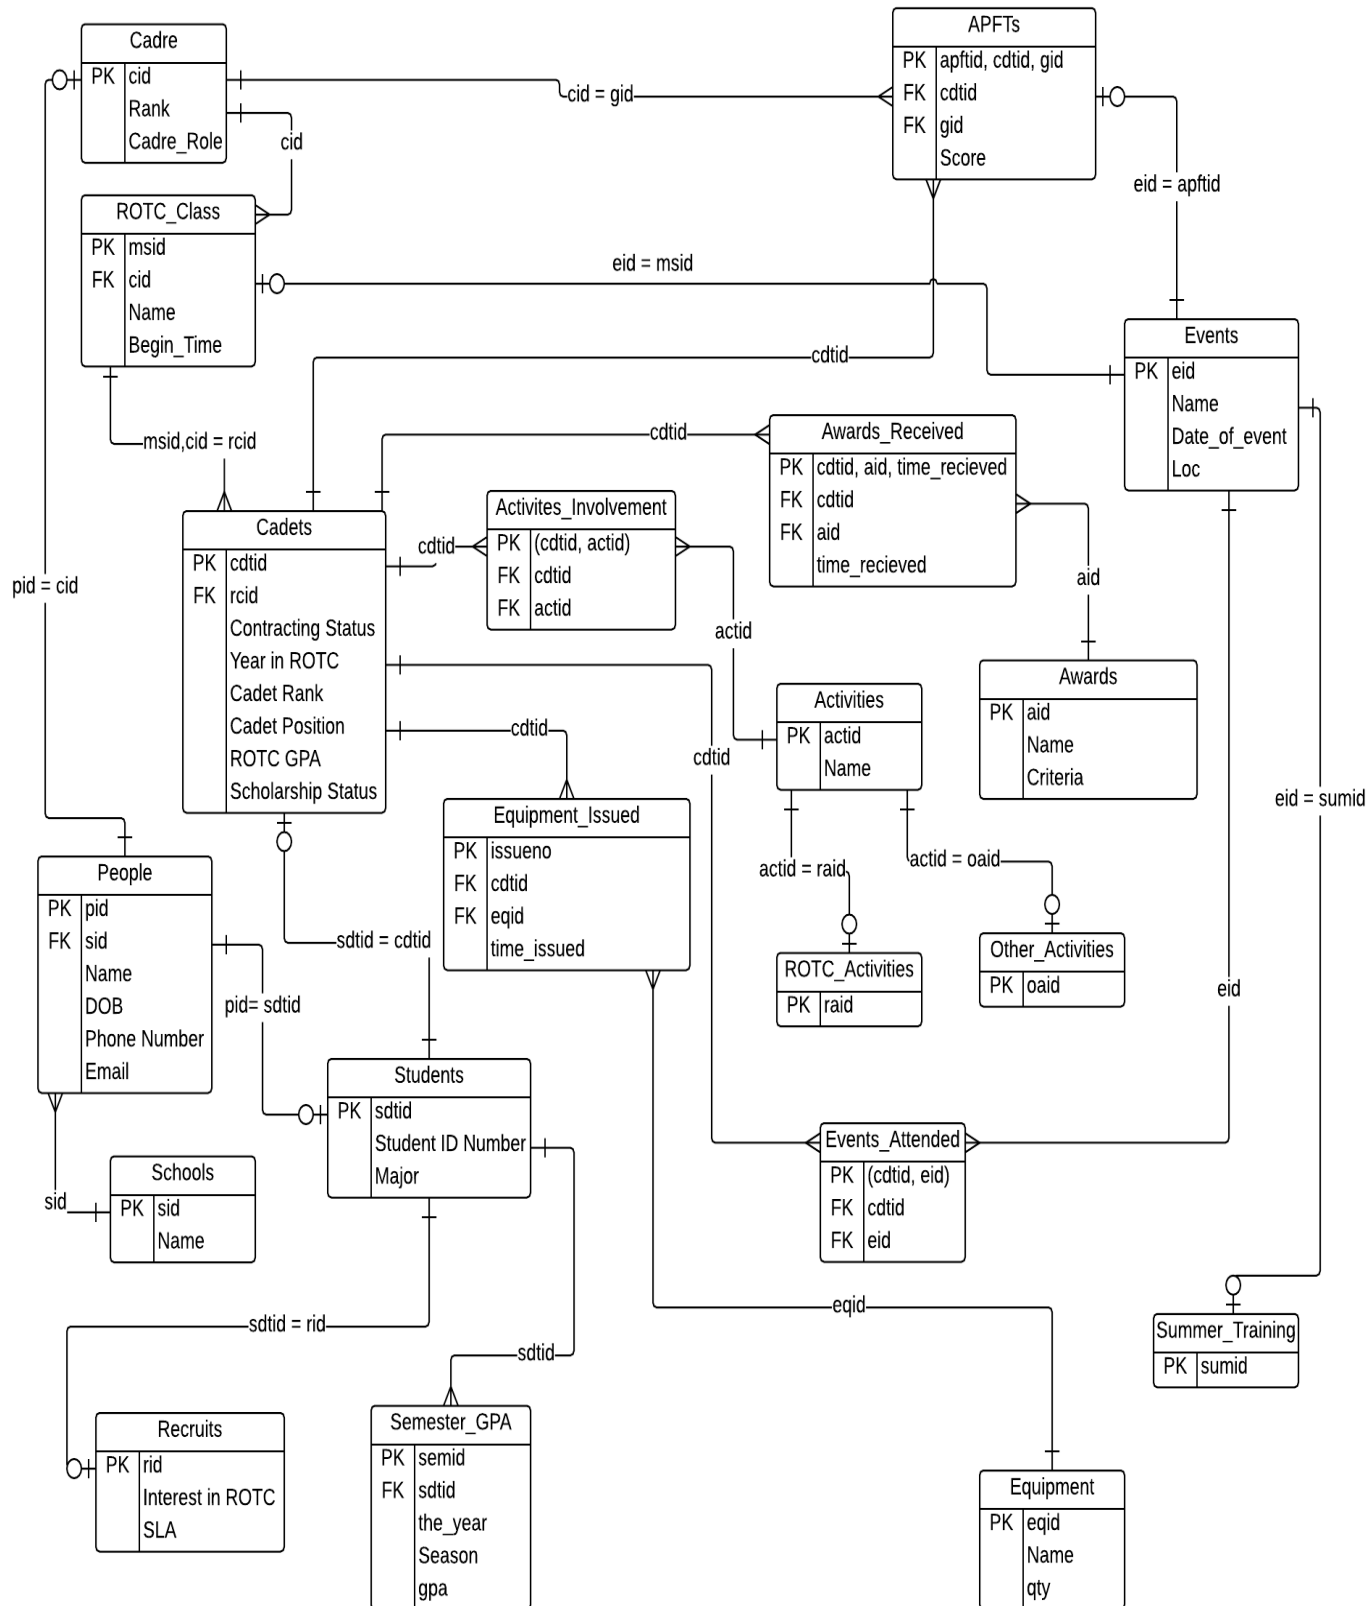 Cadre
PK cid
Rank
Cadre_Role
cid = gid
APFTs
PK apftid, cdtid, gid
FK cdtid
FK gid
Score
cid
eid = apftid
ROTC_Class
PK msid
FK cid
Name
Begin_Time
eid = msid
Events
PK eid
Name
Date_of_event
Loc
cdtid
msid,cid = rcid
cdtid
Awards_Received
PK cdtid, aid, time_recieved
FK cdtid
FK aid
time_recieved
Activites_Involvement
PK (cdtid, actid)
FK cdtid
FK actid
cdtid
Cadets
PK cdtid
FK rcid
Contracting Status
Year in ROTC
Cadet Rank
Cadet Position
ROTC GPA
Scholarship Status
pid = cid
aid
actid
Awards
PK aid
Name
Criteria
Activities
PK actid
Name
cdtid
cdtid
eid = sumid
Equipment_Issued
PK issueno
FK cdtid
FK eqid
time_issued
actid = raid
actid = oaid
People
PK pid
FK sid
Name
DOB
Phone Number
Email
sdtid = cdtid
ROTC_Activities
PK raid
Other_Activities
PK oaid
eid
pid= sdtid
Students
PK sdtid
Student ID Number
Major
Events_Attended
PK (cdtid, eid)
FK cdtid
FK eid
Schools
PK sid
Name
sid
eqid
sdtid = rid
sdtid
Summer_Training
PK sumid
Recruits
PK rid
Interest in ROTC
SLA
Semester_GPA
PK semid
FK sdtid
the_year
Season
gpa
Equipment
PK eqid
Name
qty